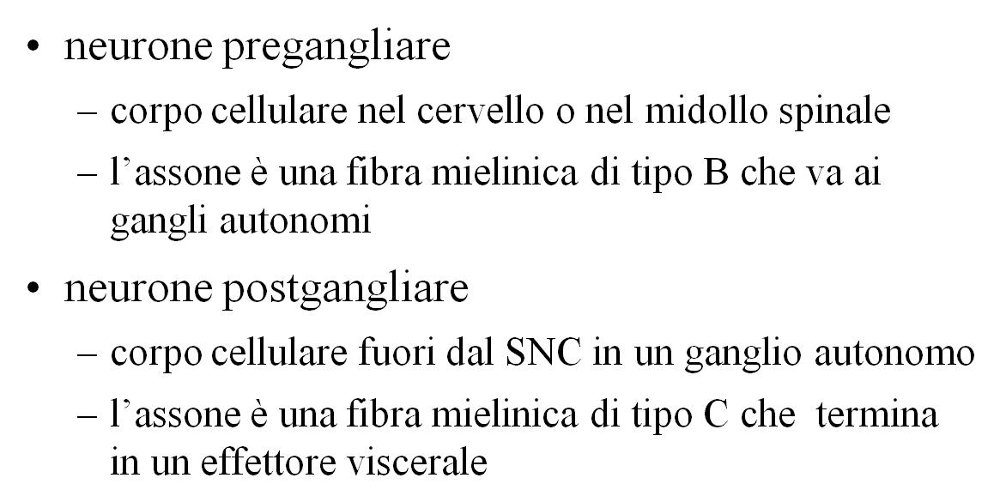 • neurone pregangliare
– corpo cellulare nel cervello o nel midollo spinale
– l’assone è una fibra mielinica di tipo B che va ai
gangli autonomi
• neurone postgangliare
– corpo cellulare fuori dal SNC in un ganglio autonomo
– l’assone è una fibra mielinica di tipo C che  termina
in un effettore viscerale